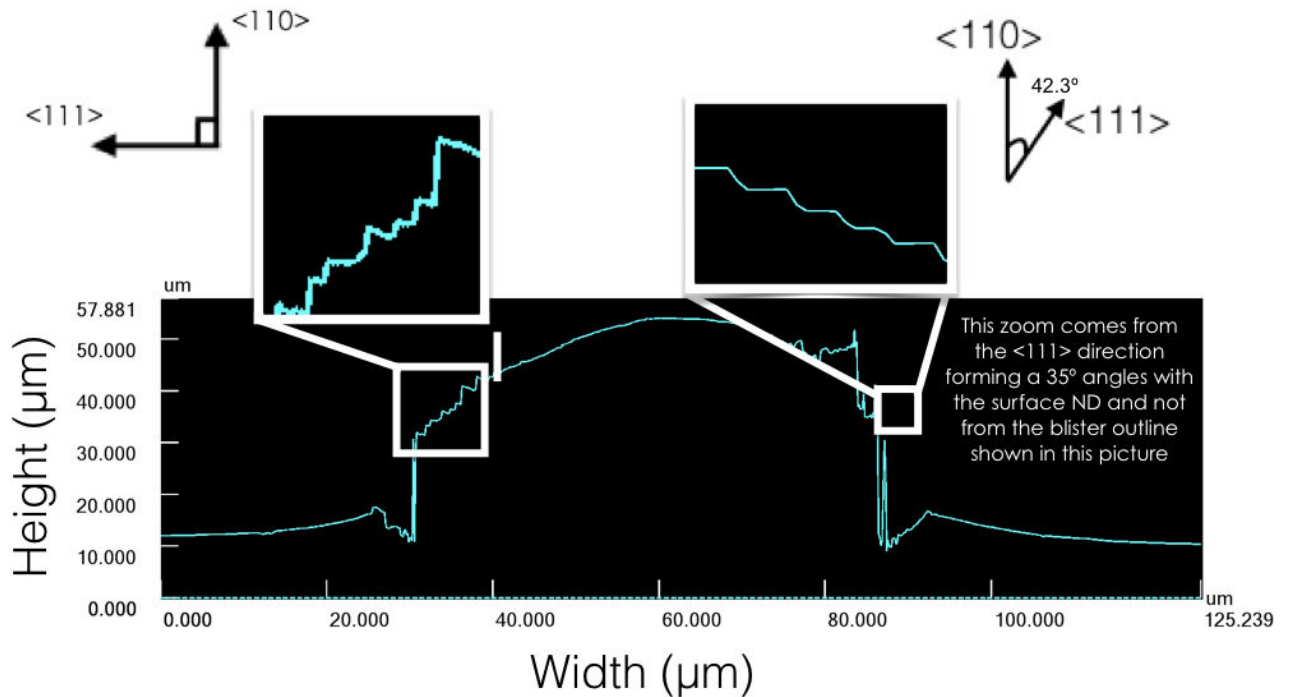 <110>
<111>
<110>
42.3º
<111>
um
57.881
50.000
40.000
30.000
20.000
10.000
0.000
Height (µm)
This zoom comes from
the <111> direction
forming a 35º angles with
the surface ND and not
from the blister outline
shown in this picture
um
0.000 20.000 40.000 60.000 80.000 100.000 125.239
Width (µm)